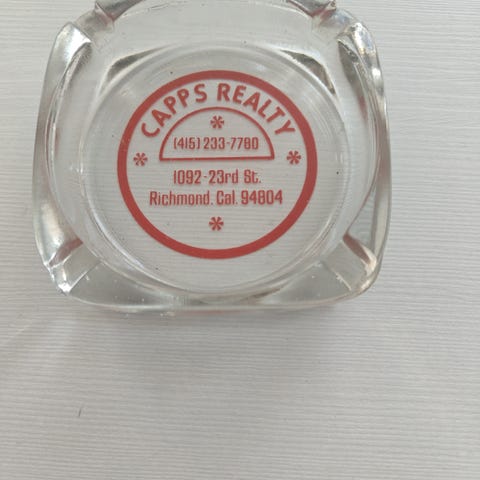 CAPPS REALTY
(415) 233-7780
1092-23rd St.
Richmond, Cal. 94804